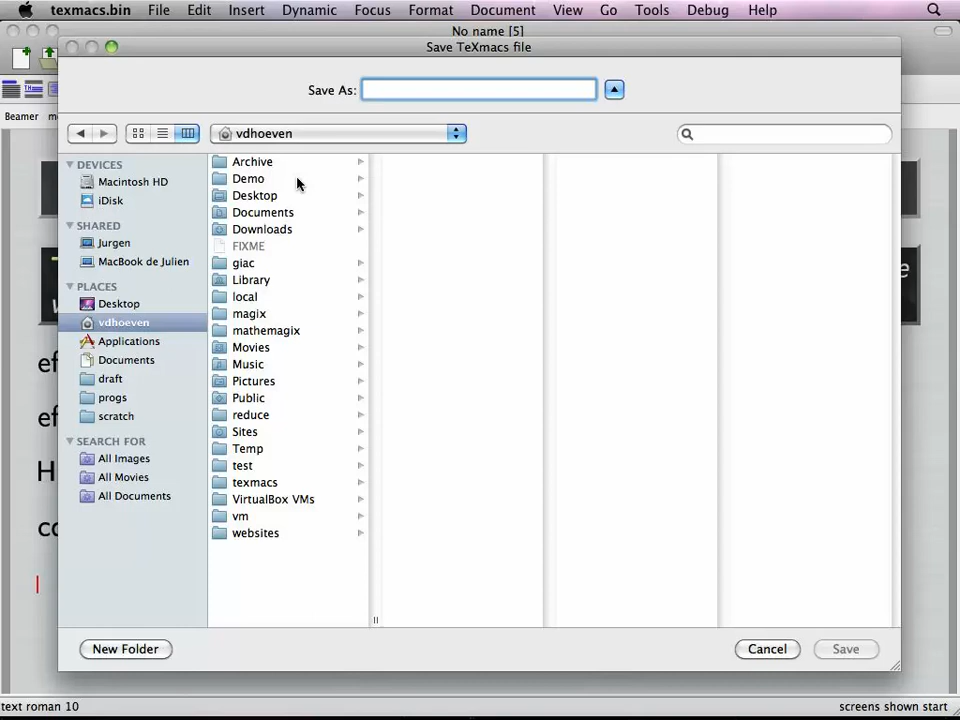 texmacs.bin File Edit Insert Dynamic Focus Format Document View Go Tools Debug Help
No name [5]
Save TeXmacs file
Save As:
Beamer
vdhoeven
DEVICES
Macintosh HD
iDisk
SHARED
Jurgen
MacBook de Julien
PLACES
Desktop
vdhoeven
Applications
Documents
draft
progs
scratch
SEARCH FOR
All Images
All Movies
All Documents
Archive
Demo
Desktop
Documents
Downloads
FIXME
giac
Library
local
magix
mathemagix
Movies
Music
Pictures
Public
reduce
Sites
Temp
test
texmacs
VirtualBox VMs
vm
websites
New Folder
Cancel
Save
text roman 10
screens shown start